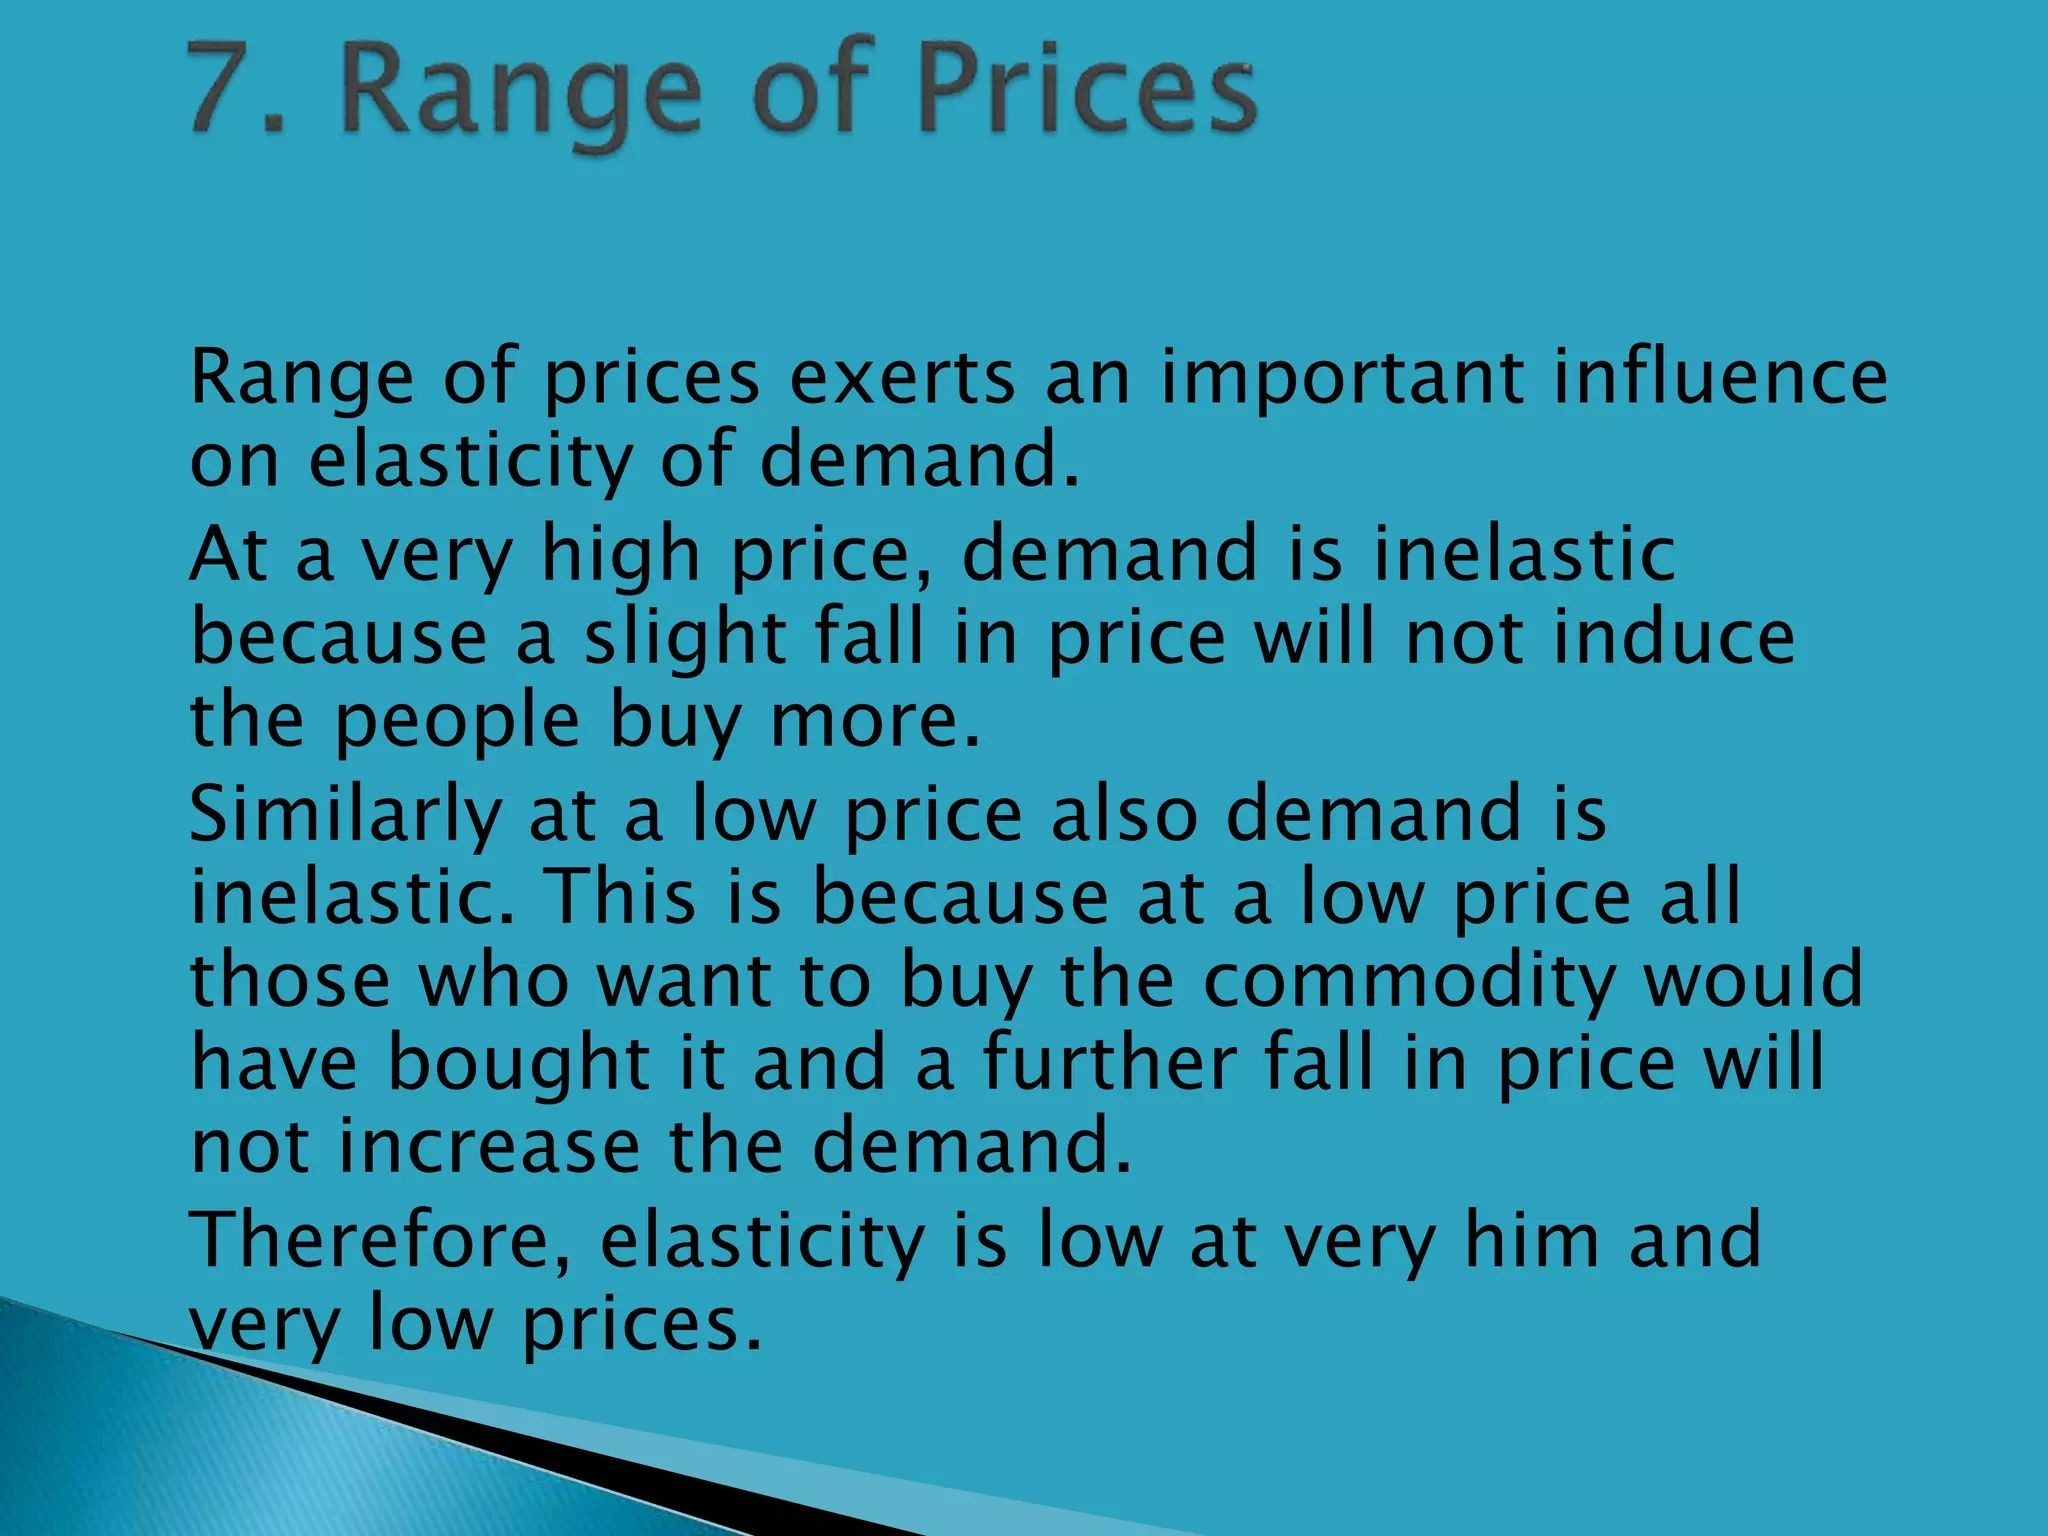 7. Range of Prices
Range of prices exerts an important influence
on elasticity of demand.
At a very high price, demand is inelastic
because a slight fall in price will not induce
the people buy more.
Similarly at a low price also demand is
inelastic. This is because at a low price all
those who want to buy the commodity would
have bought it and a further fall in price will
not increase the demand.
Therefore, elasticity is low at very him and
very low prices.